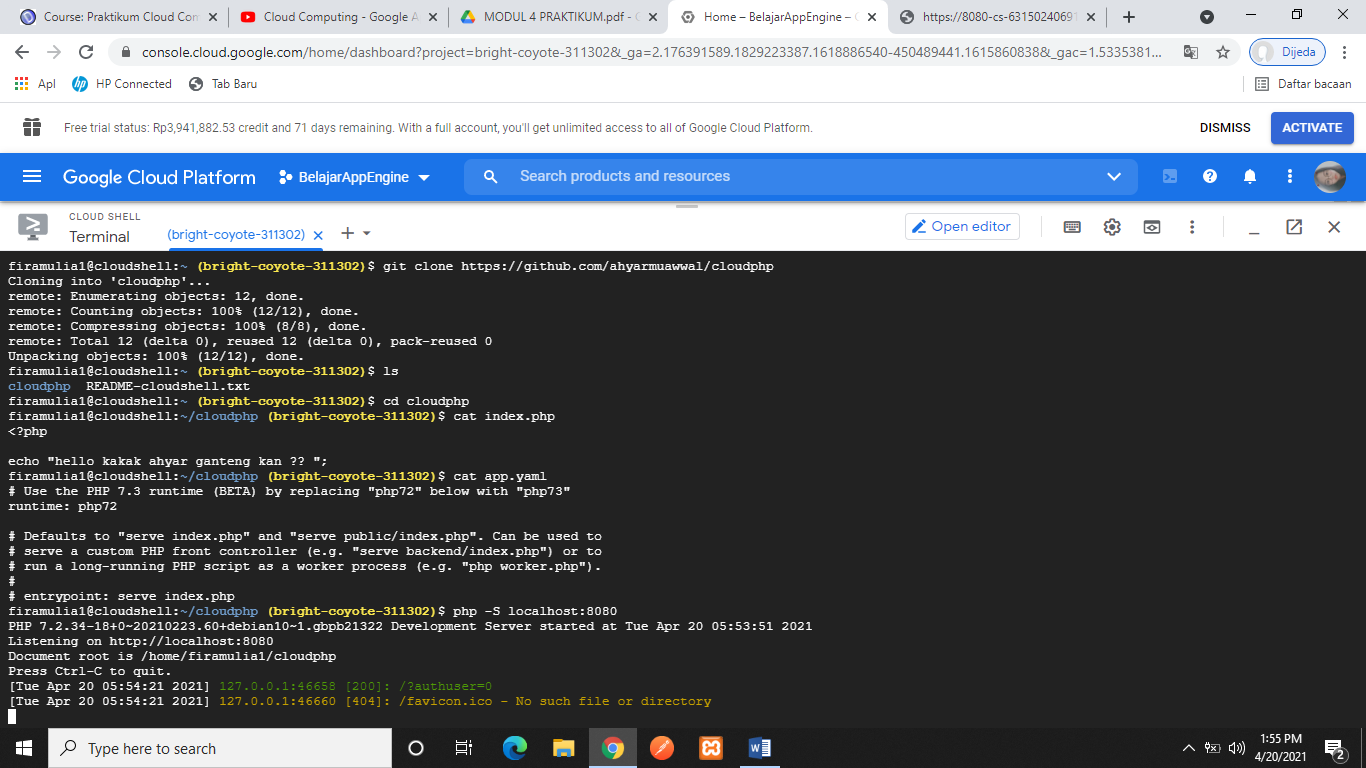 Course: Praktikum Cloud Com
Cloud Computing - Google A
MODUL 4 PRAKTIKUM.pdf - G
Home – BelajarAppEngine – G
https://8080-cs-63150240691
console.cloud.google.com/home/dashboard?project=bright-coyote-311302&_ga=2.176391589.1829223387.1618886540-450489441.1615860838&_gac=1.5335381...
Dijeda
Apl
HP Connected
Tab Baru
Daftar bacaan
Free trial status: Rp3,941,882.53 credit and 71 days remaining. With a full account, you'll get unlimited access to all of Google Cloud Platform.
DISMISS
ACTIVATE
Google Cloud Platform
BelajarAppEngine
Search products and resources
CLOUD SHELL
Terminal
(bright-coyote-311302)
Open editor
firamulia1@cloudshell:~ (bright-coyote-311302)$ git clone https://github.com/ahyarmuawwal/cloudphp
Cloning into 'cloudphp'...
remote: Enumerating objects: 12, done.
remote: Counting objects: 100% (12/12), done.
remote: Compressing objects: 100% (8/8), done.
remote: Total 12 (delta 0), reused 12 (delta 0), pack-reused 0
Unpacking objects: 100% (12/12), done.
firamulia1@cloudshell:~ (bright-coyote-311302)$ ls
cloudphp  README-cloudshell.txt
firamulia1@cloudshell:~ (bright-coyote-311302)$ cd cloudphp
firamulia1@cloudshell:~/cloudphp (bright-coyote-311302)$ cat index.php
<?php
echo "hello kakak ahyar ganteng kan ?? ";
firamulia1@cloudshell:~/cloudphp (bright-coyote-311302)$ cat app.yaml
# Use the PHP 7.3 runtime (BETA) by replacing "php72" below with "php73"
runtime: php72
# Defaults to "serve index.php" and "serve public/index.php". Can be used to
# serve a custom PHP front controller (e.g. "serve backend/index.php") or to
# run a long-running PHP script as a worker process (e.g. "php worker.php").
#
# entrypoint: serve index.php
firamulia1@cloudshell:~/cloudphp (bright-coyote-311302)$ php -S localhost:8080
PHP 7.2.34-18+0~20210223.60+debian10~1.gbpb21322 Development Server started at Tue Apr 20 05:53:51 2021
Listening on http://localhost:8080
Document root is /home/firamulia1/cloudphp
Press Ctrl-C to quit.
[Tue Apr 20 05:54:21 2021] 127.0.0.1:46658 [200]: /?authuser=0
[Tue Apr 20 05:54:21 2021] 127.0.0.1:46660 [404]: /favicon.ico - No such file or directory
Type here to search
1:55 PM
4/20/2021
2